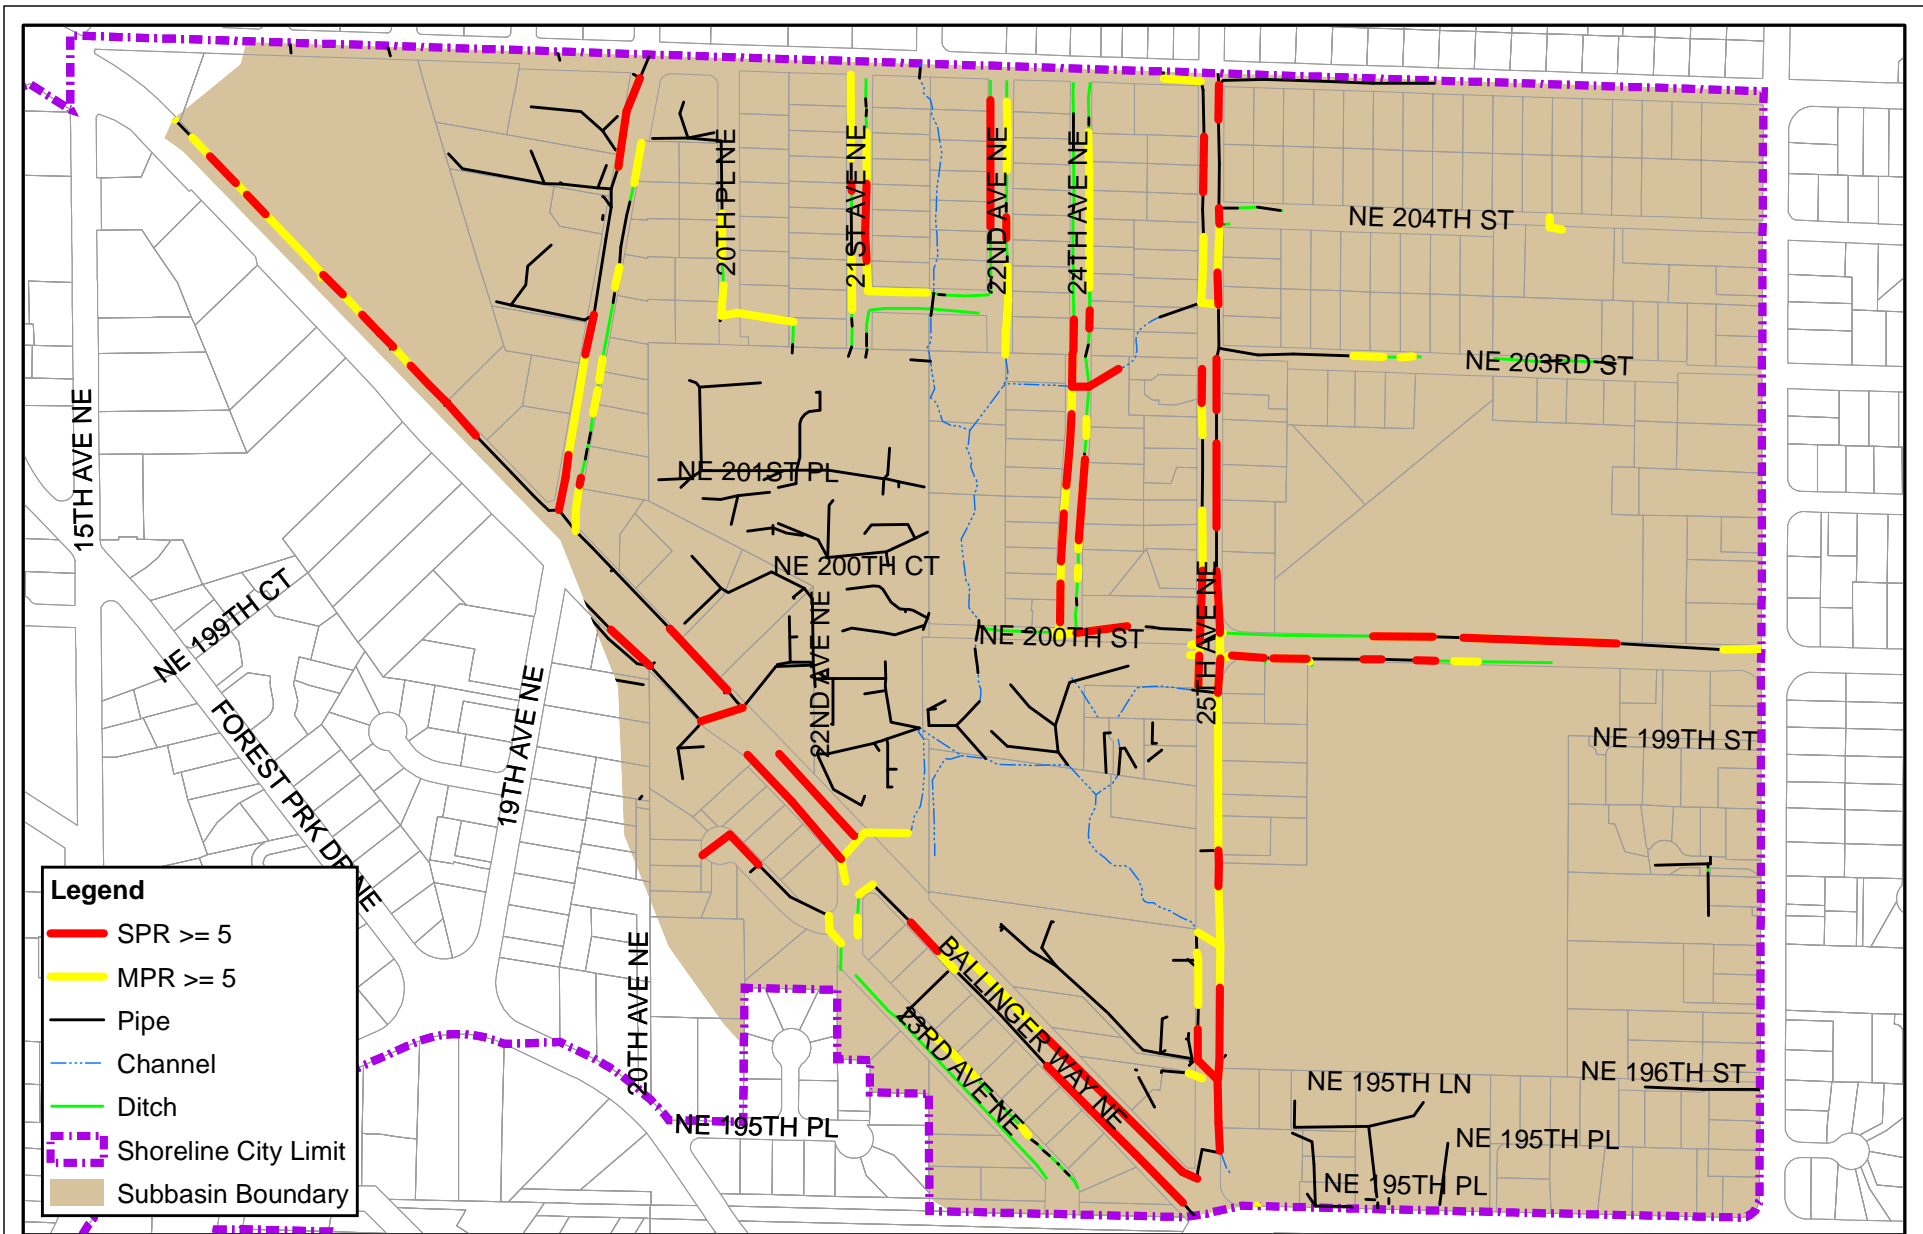 NE 204TH ST
NE 203RD ST
20TH PL NE
21ST AVE NE
22ND AVE NE
24TH AVE NE
15TH AVE NE
NE 201ST PL
NE 200TH CT
22ND AVE NE
NE 200TH ST
25TH AVE NE
NE 199TH CT
FOREST PRK DR NE
19TH AVE NE
NE 199TH ST
20TH AVE NE
BALLINGER WAY NE
23RD AVE NE
NE 195TH PL
NE 195TH LN
NE 196TH ST
NE 195TH PL
NE 195TH PL
Legend
SPR >= 5
MPR >= 5
Pipe
Channel
Ditch
Shoreline City Limit
Subbasin Boundary